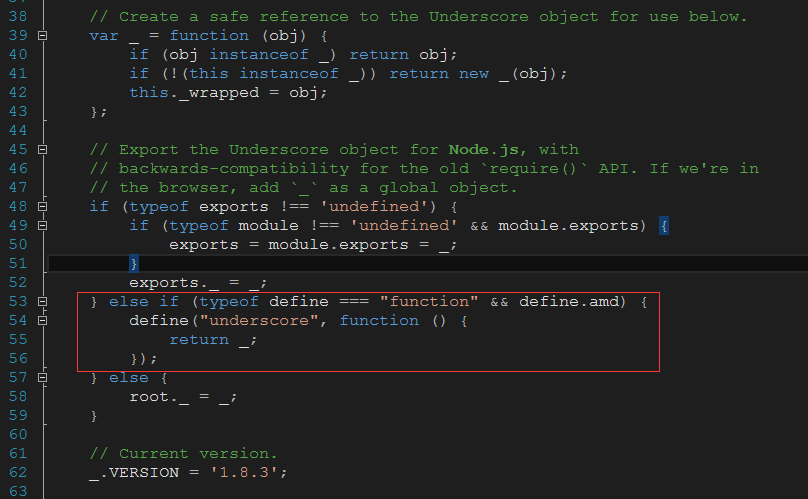 38 // Create a safe reference to the Underscore object for use below.
39 var _ = function (obj) {
40 if (obj instanceof _) return obj;
41 if (!(this instanceof _)) return new _(obj);
42 this._wrapped = obj;
43 };
44
45 // Export the Underscore object for Node.js, with
46 // backwards-compatibility for the old `require()` API. If we're in
47 // the browser, add `_` as a global object.
48 if (typeof exports !== 'undefined') {
49 if (typeof module !== 'undefined' && module.exports) {
50 exports = module.exports = _;
51 }
52 exports._ = _;
53 } else if (typeof define === "function" && define.amd) {
54 define("underscore", function () {
55 return _;
56 });
57 } else {
58 root._ = _;
59 }
60
61 // Current version.
62 _.VERSION = '1.8.3';
63